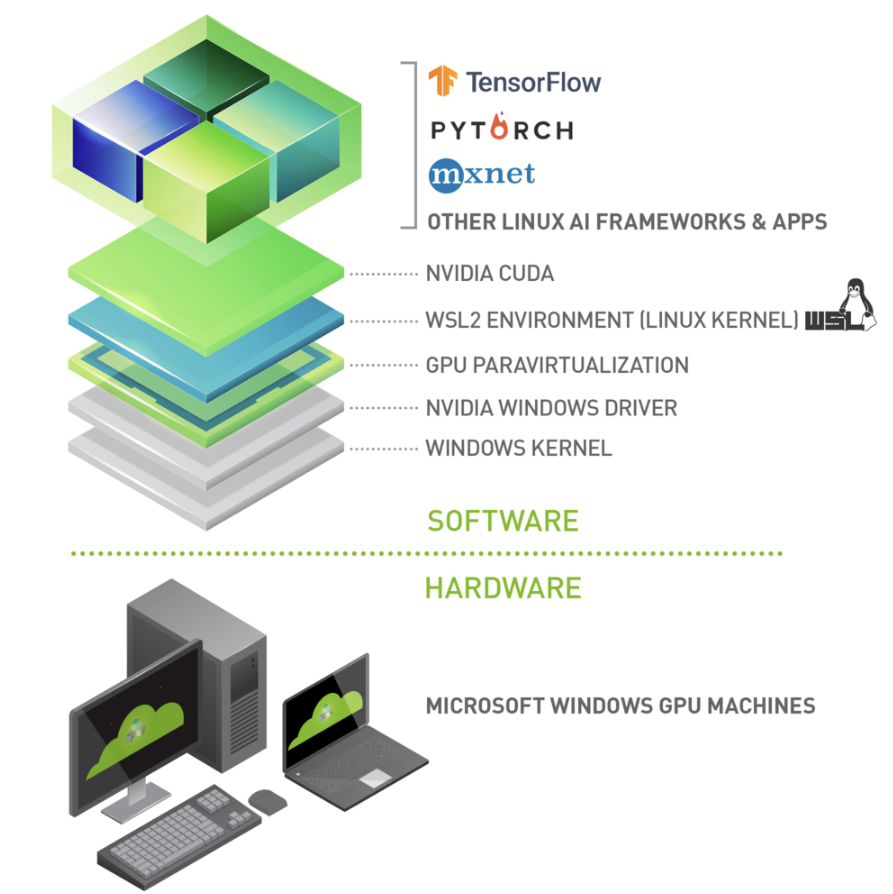 TensorFlow
PYTORCH
mxnet
OTHER LINUX AI FRAMEWORKS & APPS
NVIDIA CUDA
WSL2 ENVIRONMENT (LINUX KERNEL) WSL
GPU PARAVIRTUALIZATION
NVIDIA WINDOWS DRIVER
WINDOWS KERNEL
SOFTWARE
HARDWARE
MICROSOFT WINDOWS GPU MACHINES